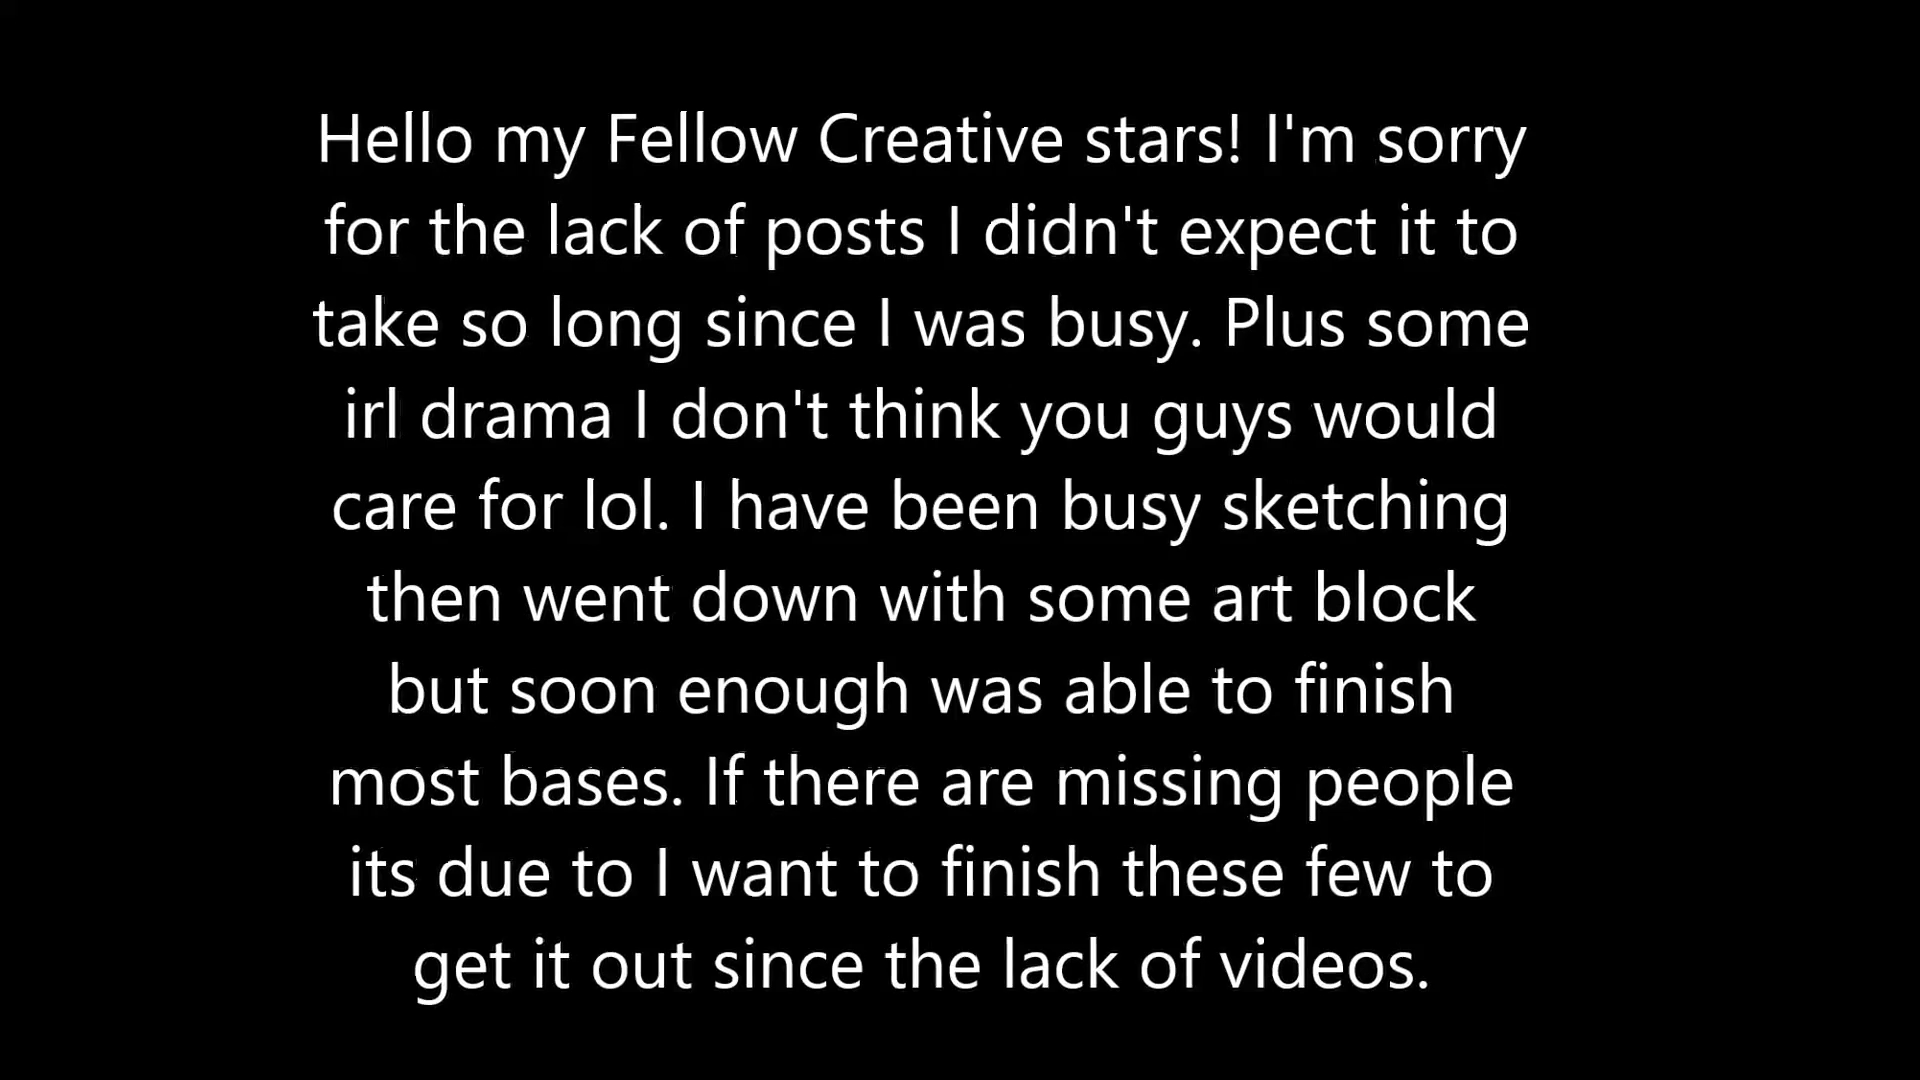 Hello my Fellow Creative stars! I'm sorry
for the lack of posts I didn't expect it to
take so long since I was busy. Plus some
irl drama I don't think you guys would
care for lol. I have been busy sketching
then went down with some art block
but soon enough was able to finish
most bases. If there are missing people
its due to I want to finish these few to
get it out since the lack of videos.